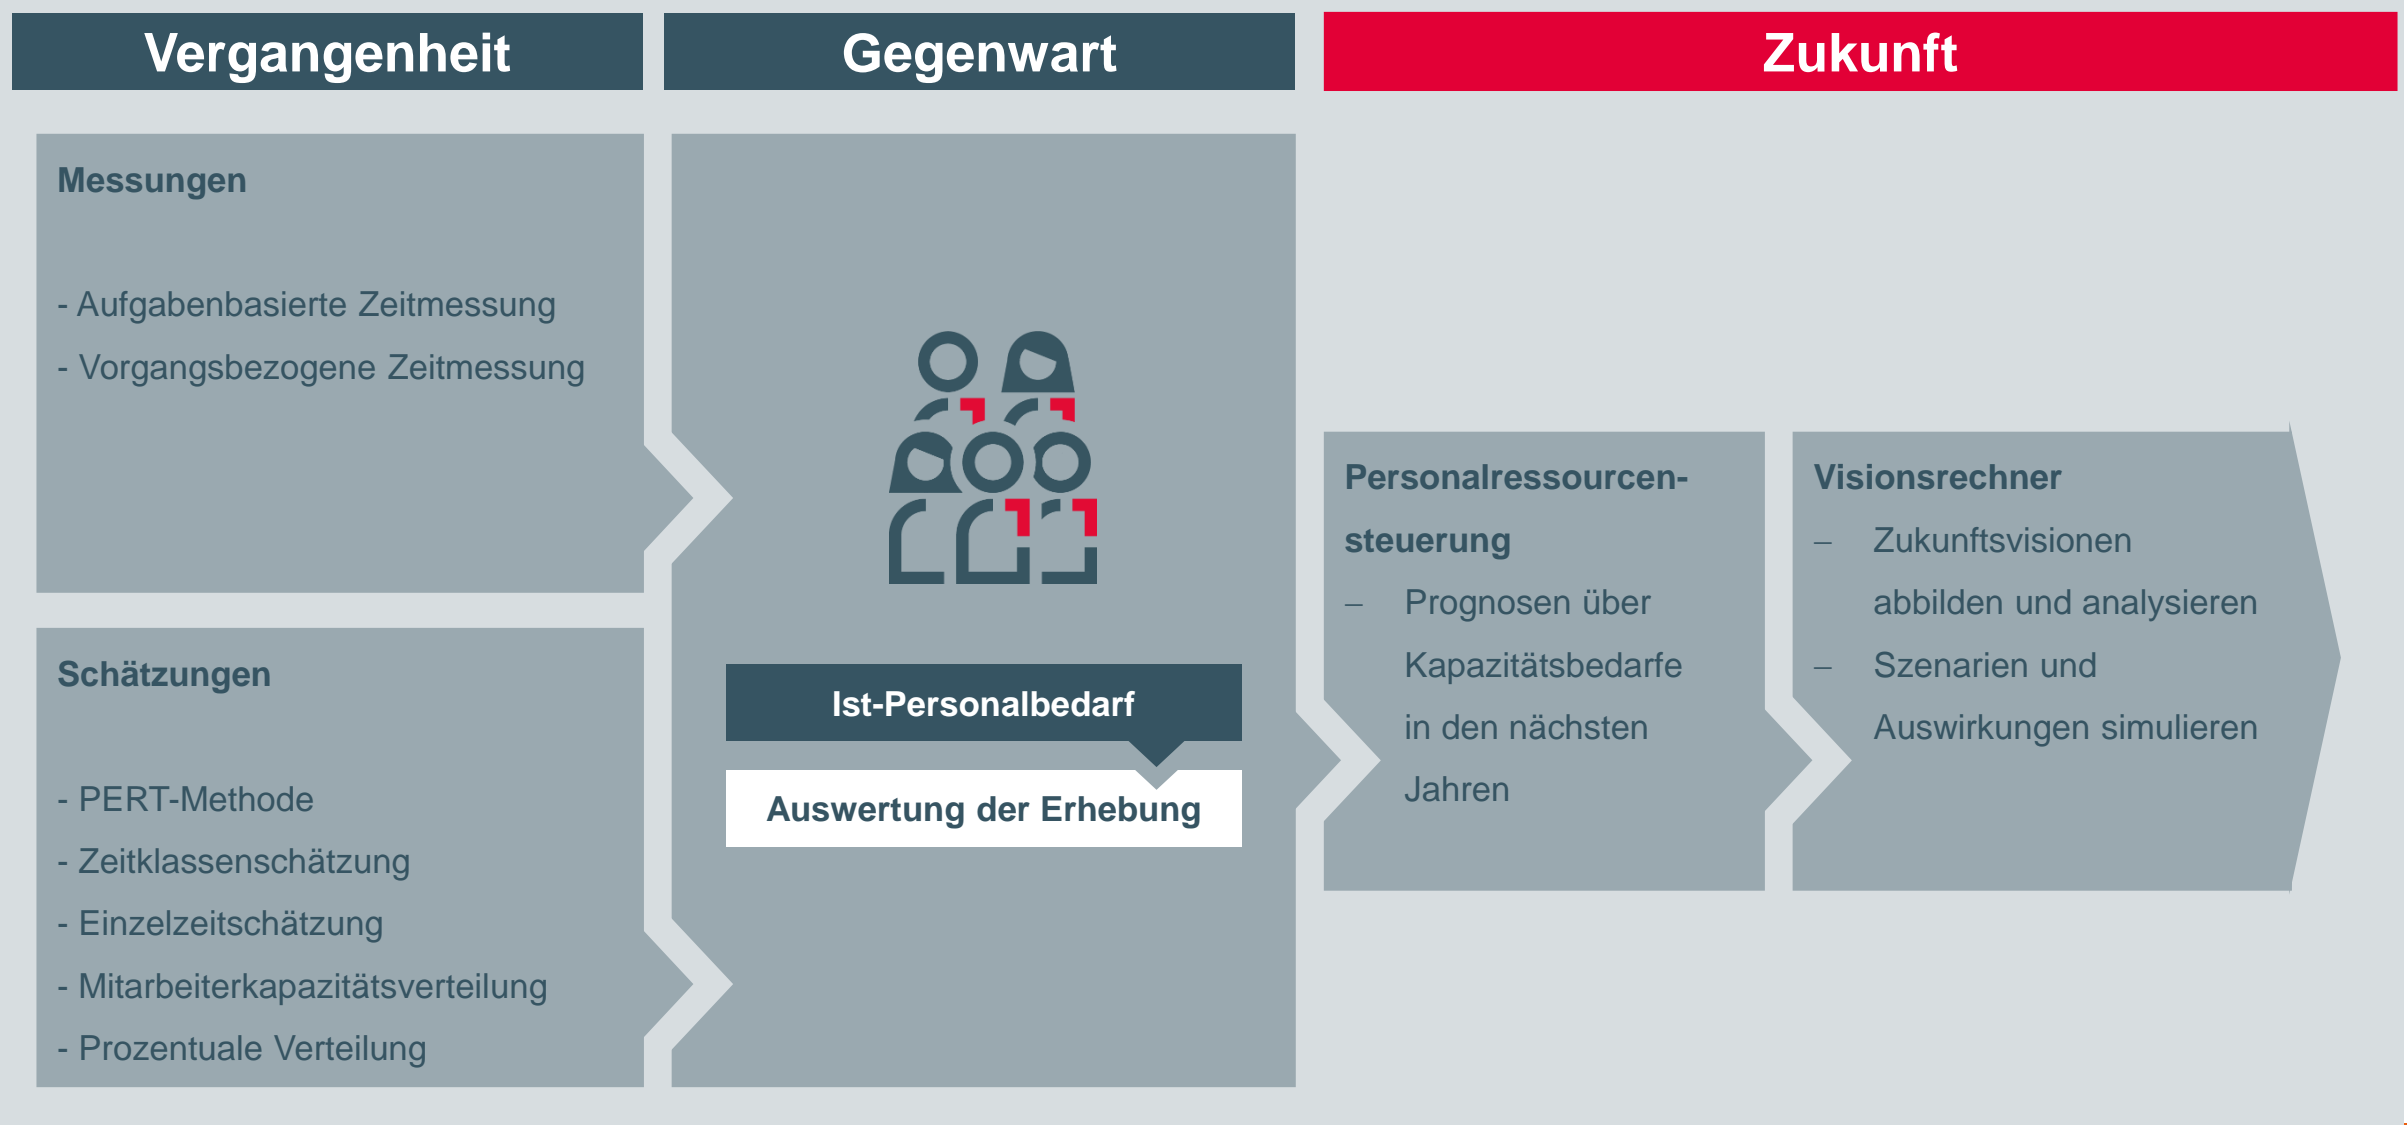 Vergangenheit
Gegenwart
Zukunft
Messungen
- Aufgabenbasierte Zeitmessung
- Vorgangsbezogene Zeitmessung
Schätzungen
- PERT-Methode
- Zeitklassenschätzung
- Einzelzeitschätzung
- Mitarbeiterkapazitätsverteilung
- Prozentuale Verteilung
Ist-Personalbedarf
Auswertung der Erhebung
Personalressourcen-
steuerung
– Prognosen über
Kapazitätsbedarfe
in den nächsten
Jahren
Visionsrechner
– Zukunftsvisionen
abbilden und analysieren
– Szenarien und
Auswirkungen simulieren